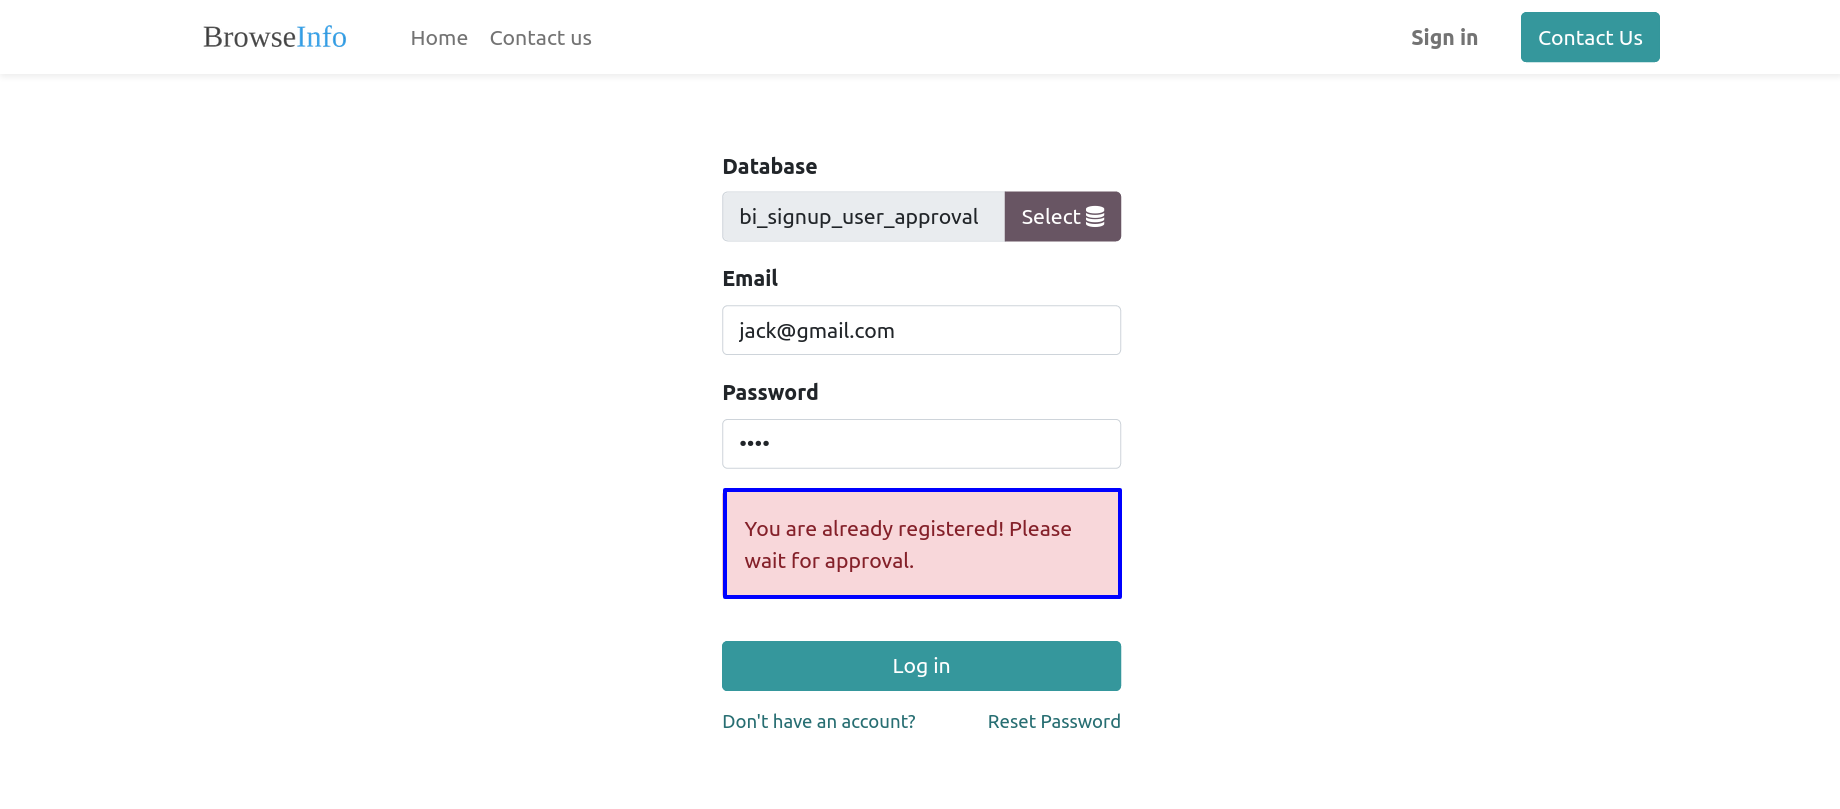 BrowseInfo Home Contact us Sign in Contact Us
Database
bi_signup_user_approval Select
Email
jack@gmail.com
Password
••••
You are already registered! Please
wait for approval.
Log in
Don't have an account? Reset Password